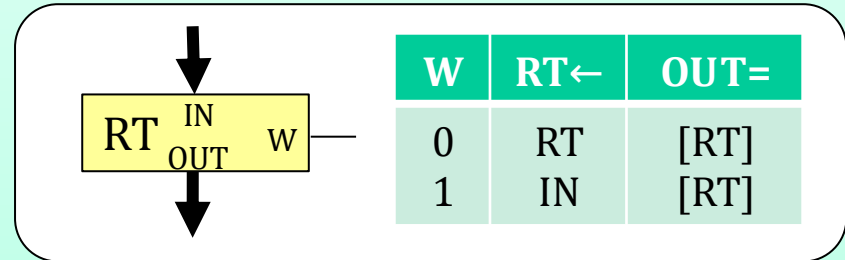 RT IN OUT W
W RT← OUT=
0 RT [RT]
1 IN [RT]